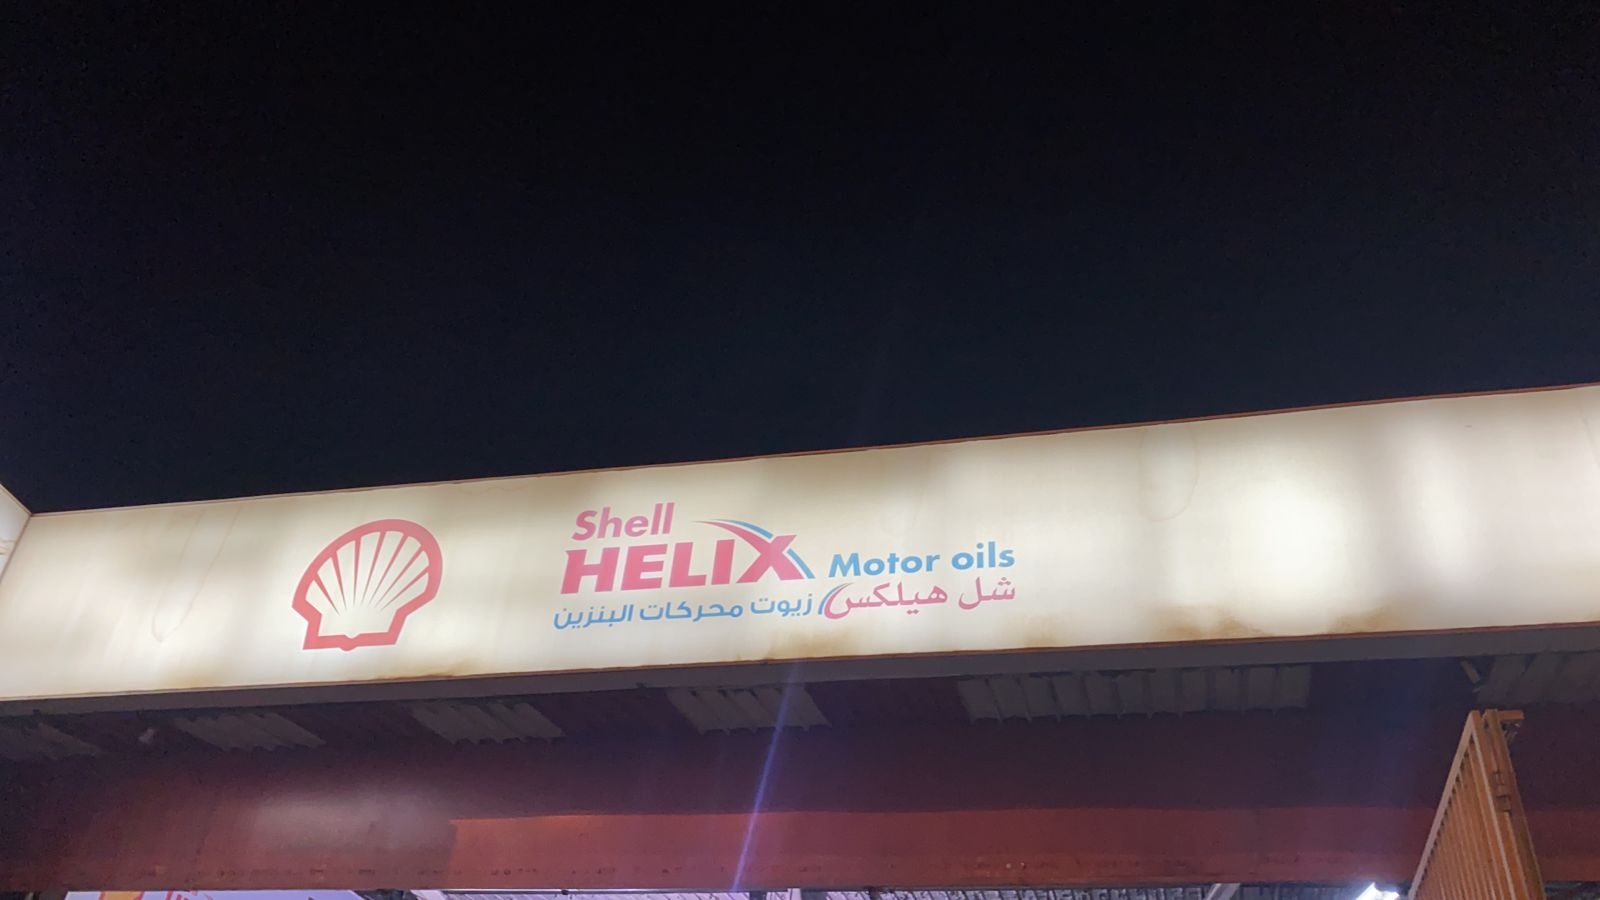 Shell
HELIX Motor oils
شل هيلكس زيوت محركات البنزين